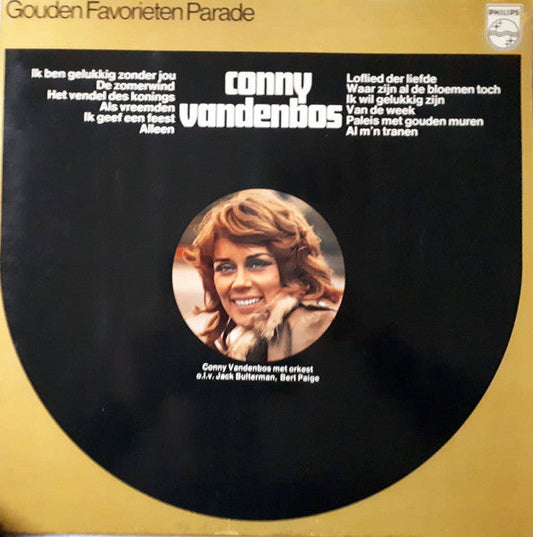 Gouden Favorieten Parade
PHILIPS
Ik ben gelukkig zonder jou
De zomerwind
Het vendel des konings
Als vreemden
Ik geef een feest
Alleen
conny
vandenbos
Loflied der liefde
Waar zijn al de bloemen toch
Ik wil gelukkig zijn
Van de week
Paleis met gouden muren
Al m'n tranen
Conny Vandenbos met orkest
o.l.v. Jack Bulterman, Bert Paige